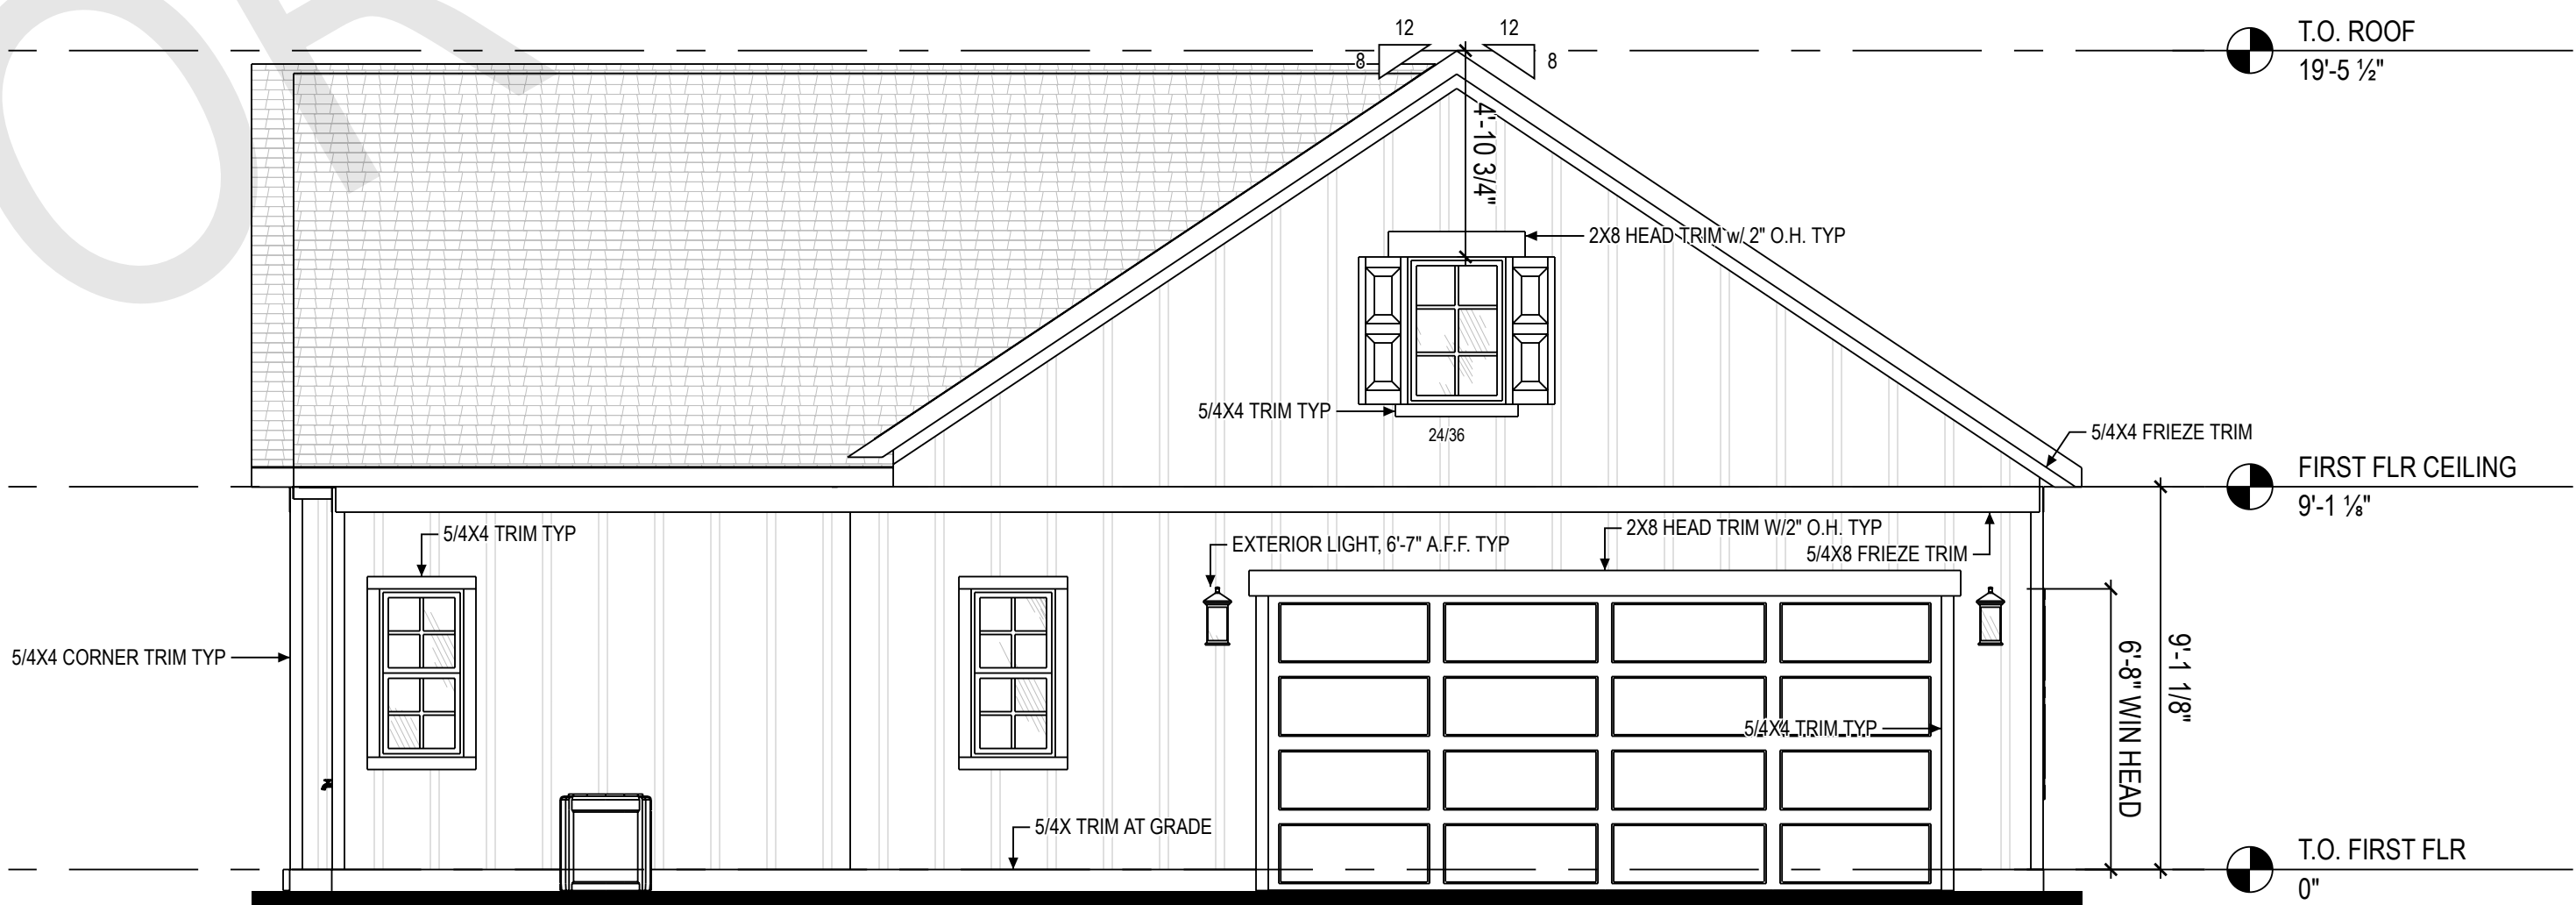 12
12
8
8
T.O. ROOF
19'-5 ½"
4'-10 3/4"
2X8 HEAD TRIM w/ 2" O.H. TYP
5/4X4 TRIM TYP
24/36
5/4X4 FRIEZE TRIM
FIRST FLR CEILING
9'-1 ⅛"
5/4X4 TRIM TYP
EXTERIOR LIGHT, 6'-7" A.F.F. TYP
2X8 HEAD TRIM W/2" O.H. TYP
5/4X8 FRIEZE TRIM
5/4X4 CORNER TRIM TYP
5/4X4 TRIM TYP
6'-8" WIN HEAD
9'-1 1/8"
5/4X TRIM AT GRADE
T.O. FIRST FLR
0"